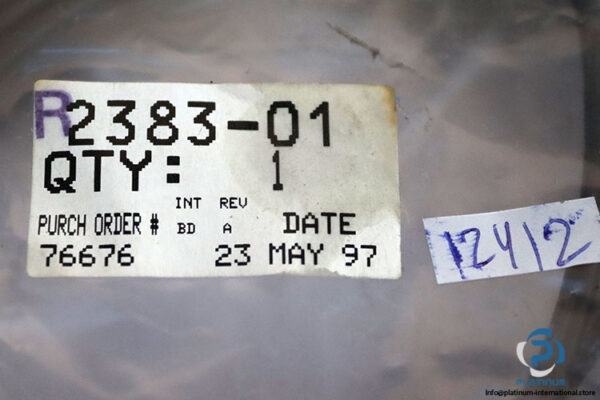 R2383-01
QTY: 1
INT REV
PURCH ORDER # BD A DATE
76676 23 MAY 97
12412
PLATINUM
info@platinum-international.store